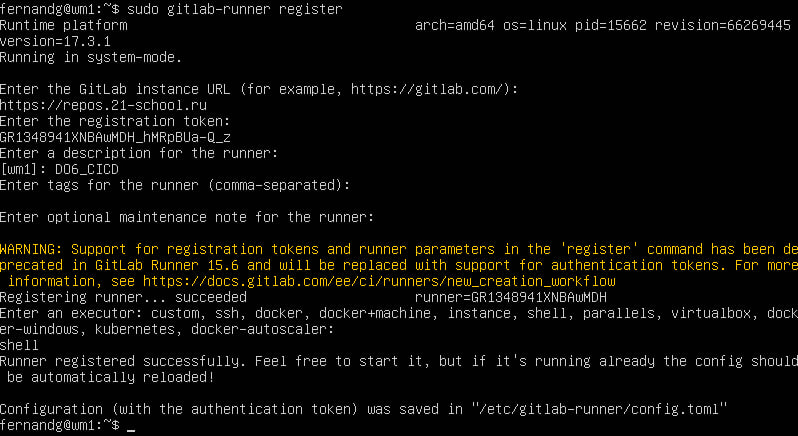 fernandg@wm1:~$ sudo gitlab-runner register
Runtime platform                                    arch=amd64 os=linux pid=15662 revision=66269445
version=17.3.1
Running in system-mode.

Enter the GitLab instance URL (for example, https://gitlab.com/):
https://repos.21-school.ru
Enter the registration token:
GR1348941XNBAwMDH_hMRpBUa-Q_z
Enter a description for the runner:
[wm1]: DO6_CICD
Enter tags for the runner (comma-separated):

Enter optional maintenance note for the runner:

WARNING: Support for registration tokens and runner parameters in the 'register' command has been de
precated in GitLab Runner 15.6 and will be replaced with support for authentication tokens. For more
 information, see https://docs.gitlab.com/ee/ci/runners/new_creation_workflow
Registering runner... succeeded                     runner=GR1348941XNBAwMDH
Enter an executor: custom, ssh, docker, docker+machine, instance, shell, parallels, virtualbox, dock
er-windows, kubernetes, docker-autoscaler:
shell
Runner registered successfully. Feel free to start it, but if it's running already the config should
 be automatically reloaded!

Configuration (with the authentication token) was saved in "/etc/gitlab-runner/config.toml"
fernandg@wm1:~$ _